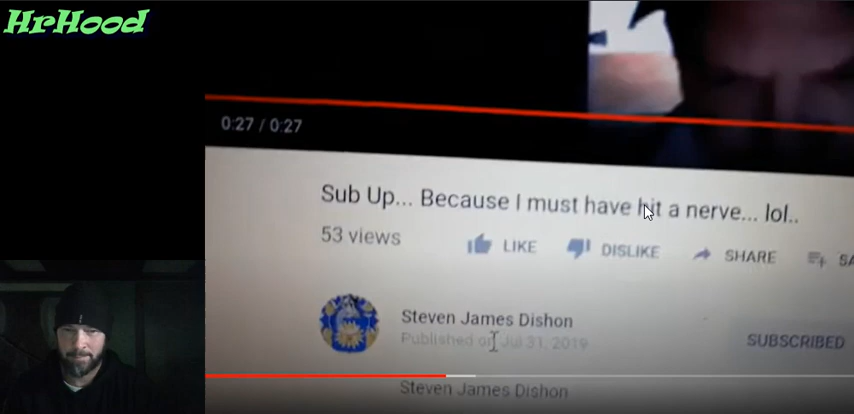 HrHood
0:27 / 0:27
Sub Up... Because I must have hit a nerve... lol..
53 views
LIKE
DISLIKE
SHARE
SA
Steven James Dishon
Published on Jul 31, 2019
SUBSCRIBED
Steven James Dishon